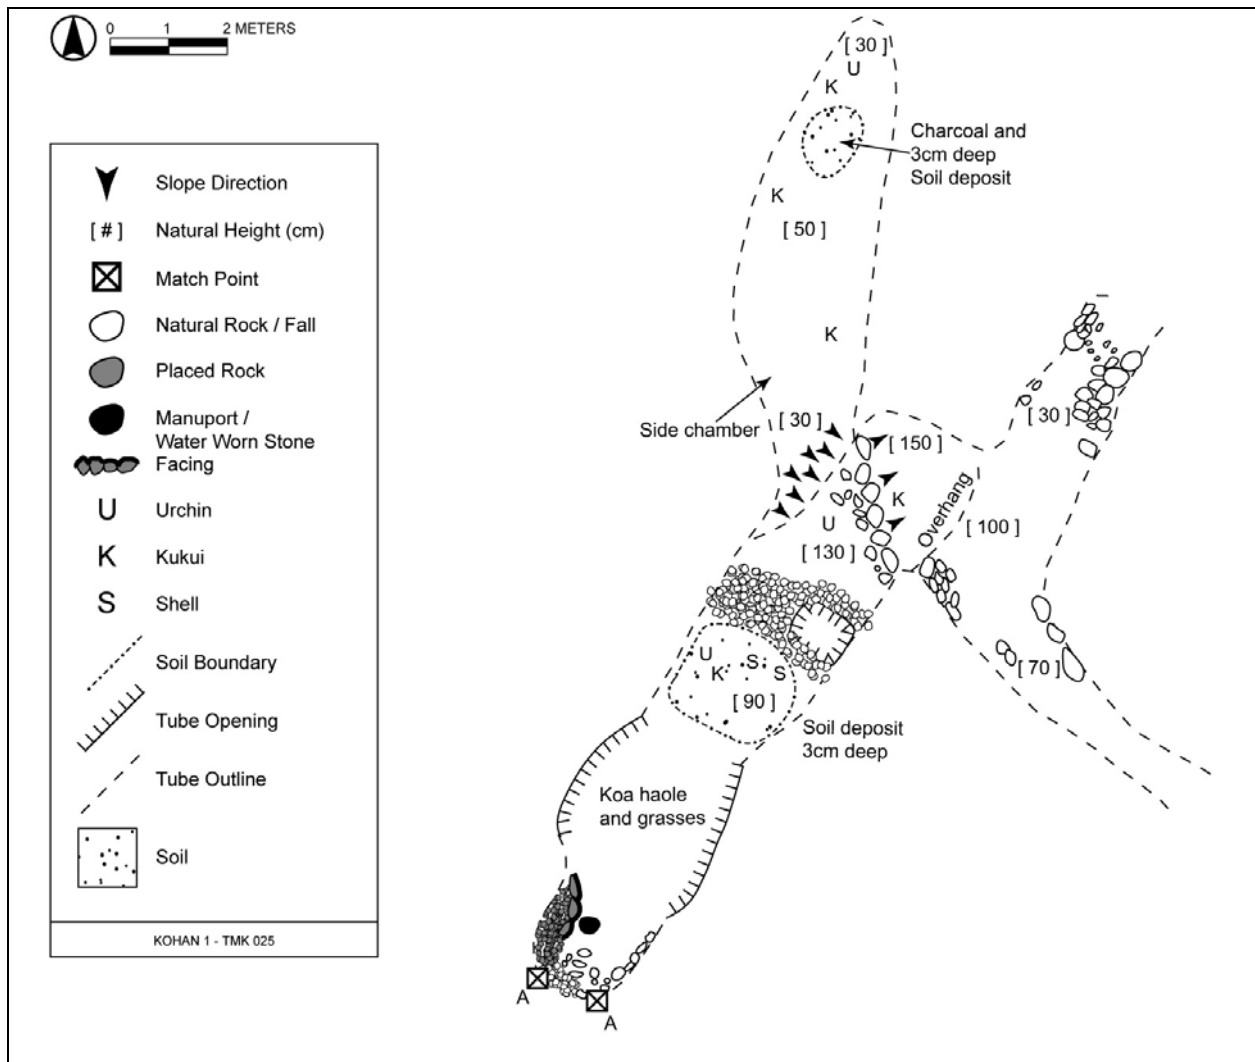 0 1 2 METERS
Slope Direction
[ # ] Natural Height (cm)
Match Point
Natural Rock / Fall
Placed Rock
Manuport /
Water Worn Stone
Facing
U Urchin
K Kukui
S Shell
Soil Boundary
Tube Opening
Tube Outline
Soil
KOHAN 1 - TMK 025
[ 30 ]
U
K
Charcoal and
3cm deep
Soil deposit
K
[ 50 ]
K
Side chamber
[ 30 ]
[ 150 ]
[ 30 ]
K
Overhang
U
[ 130 ]
[ 100 ]
U
K
S
S
[ 90 ]
[ 70 ]
Soil deposit
3cm deep
Koa haole
and grasses
A
A